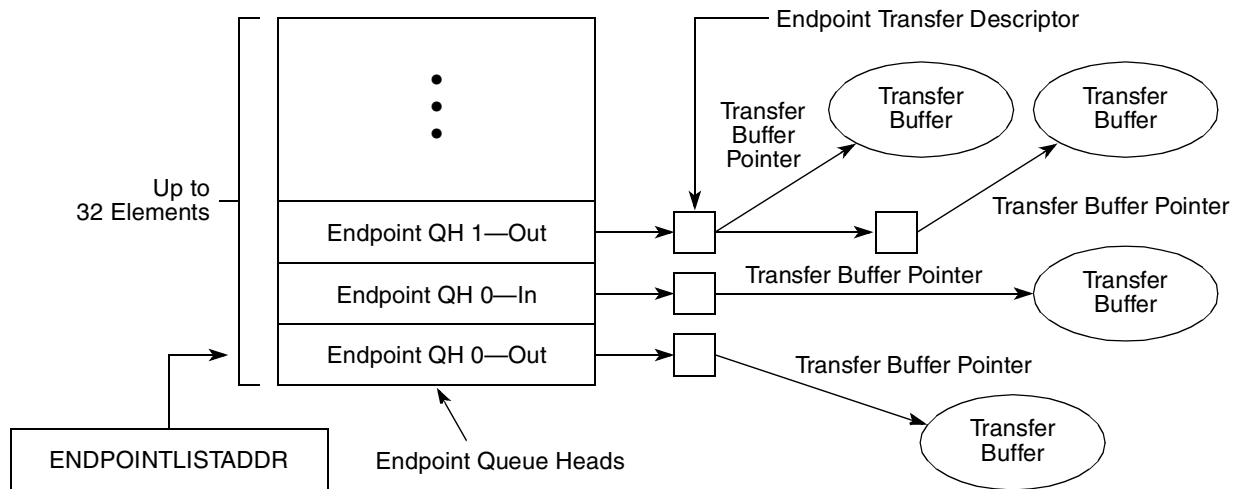 Endpoint Transfer Descriptor
Transfer
Buffer
Transfer
Buffer
Transfer
Buffer
Pointer
Up to
32 Elements
Transfer Buffer Pointer
Endpoint QH 1—Out
Endpoint QH 0—In
Transfer Buffer Pointer
Transfer
Buffer
Endpoint QH 0—Out
Transfer Buffer Pointer
Transfer
Buffer
ENDPOINTLISTADDR
Endpoint Queue Heads